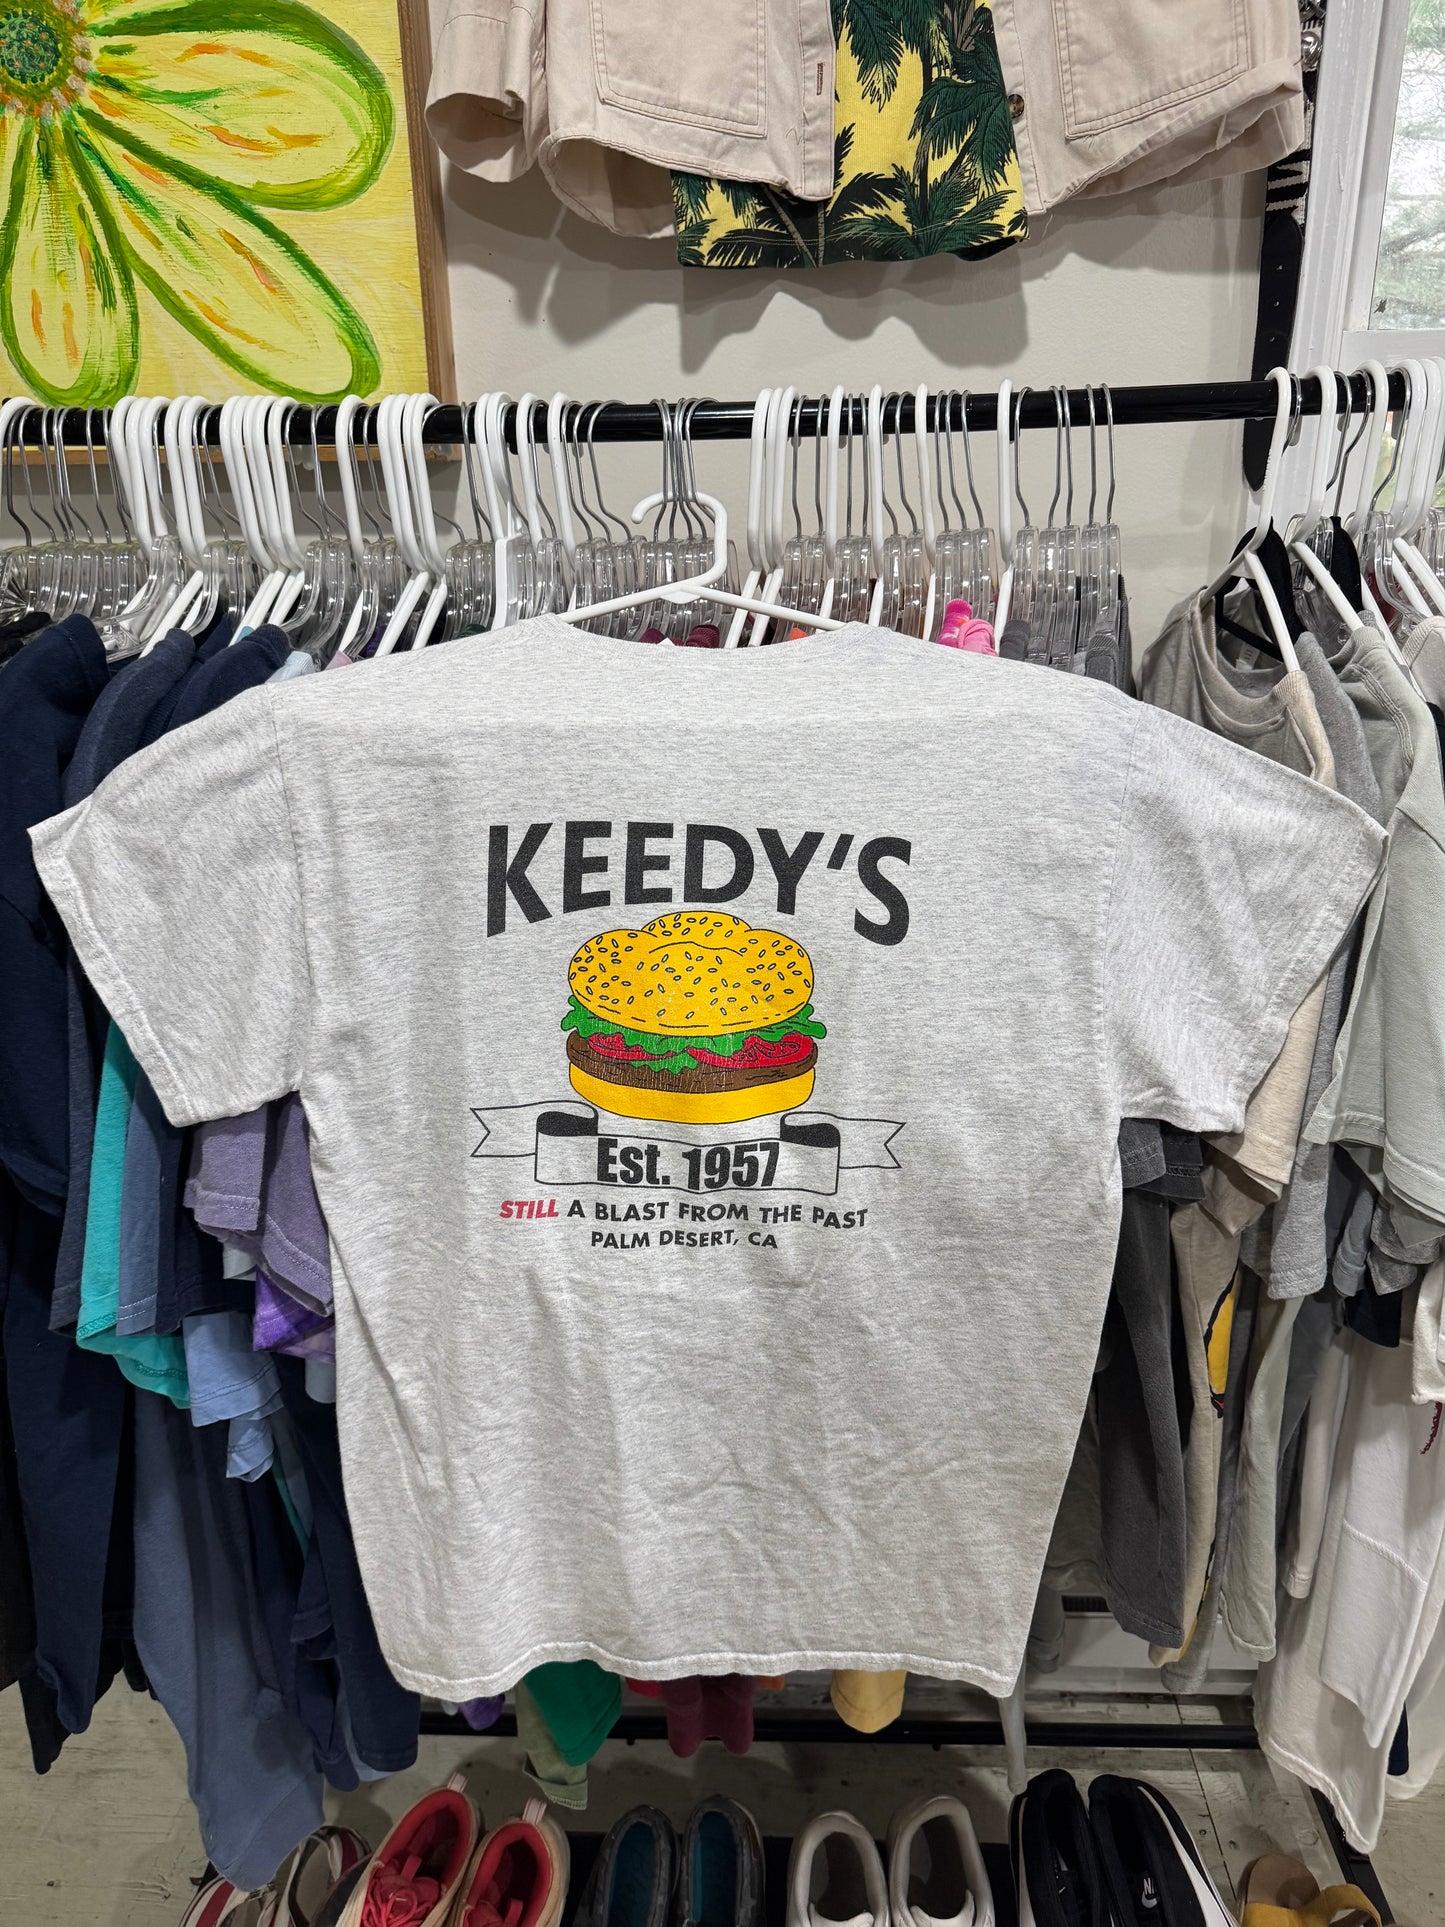 KEEDY'S
Est. 1957
STILL A BLAST FROM THE PAST
PALM DESERT, CA